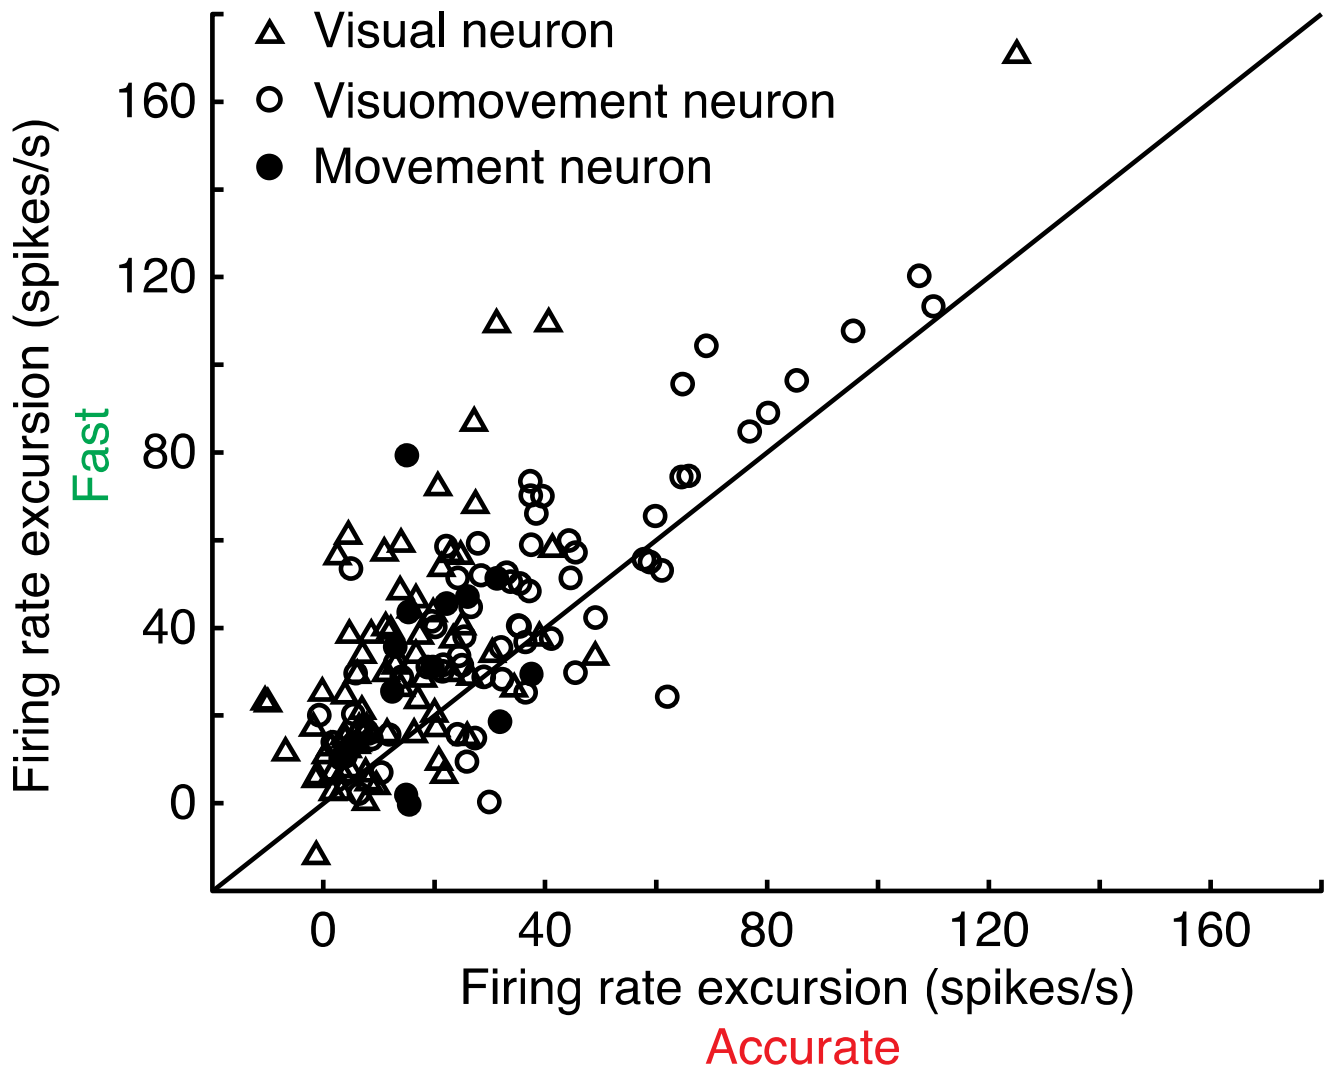 Visual neuron
Visuomovement neuron
Movement neuron
Firing rate excursion (spikes/s)
Fast
160
120
80
40
0
0 40 80 120 160
Firing rate excursion (spikes/s)
Accurate